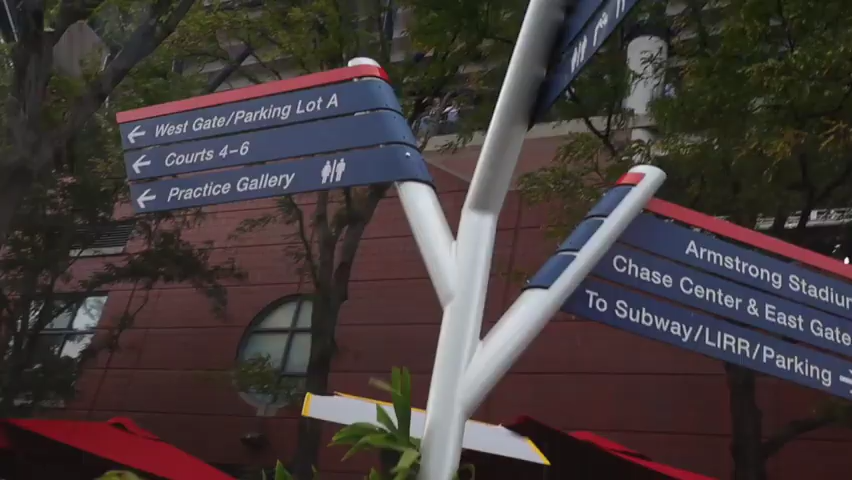 West Gate/Parking Lot A
Courts 4-6
Practice Gallery
Armstrong Stadium
Chase Center & East Gate
To Subway/LIRR/Parking